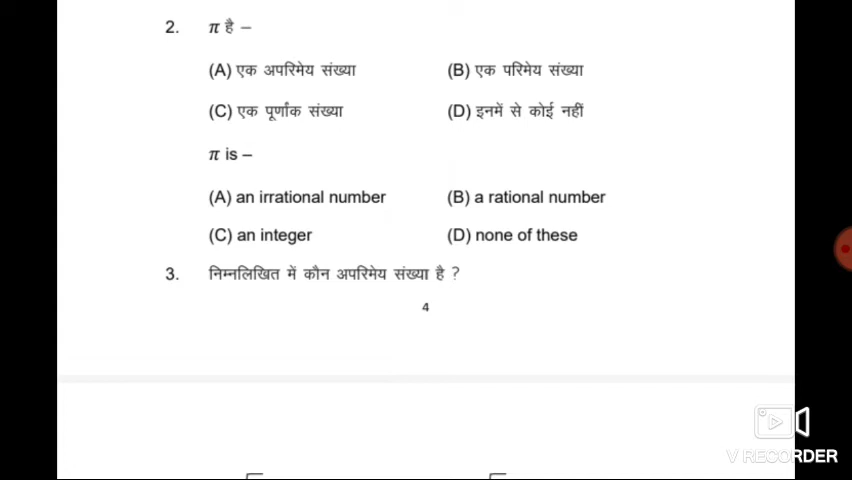 2. π है –
(A) एक अपरिमेय संख्या (B) एक परिमेय संख्या
(C) एक पूर्णांक संख्या (D) इनमें से कोई नहीं
π is –
(A) an irrational number (B) a rational number
(C) an integer (D) none of these
3. निम्नलिखित में कौन अपरिमेय संख्या है ?
4
V RECORDER